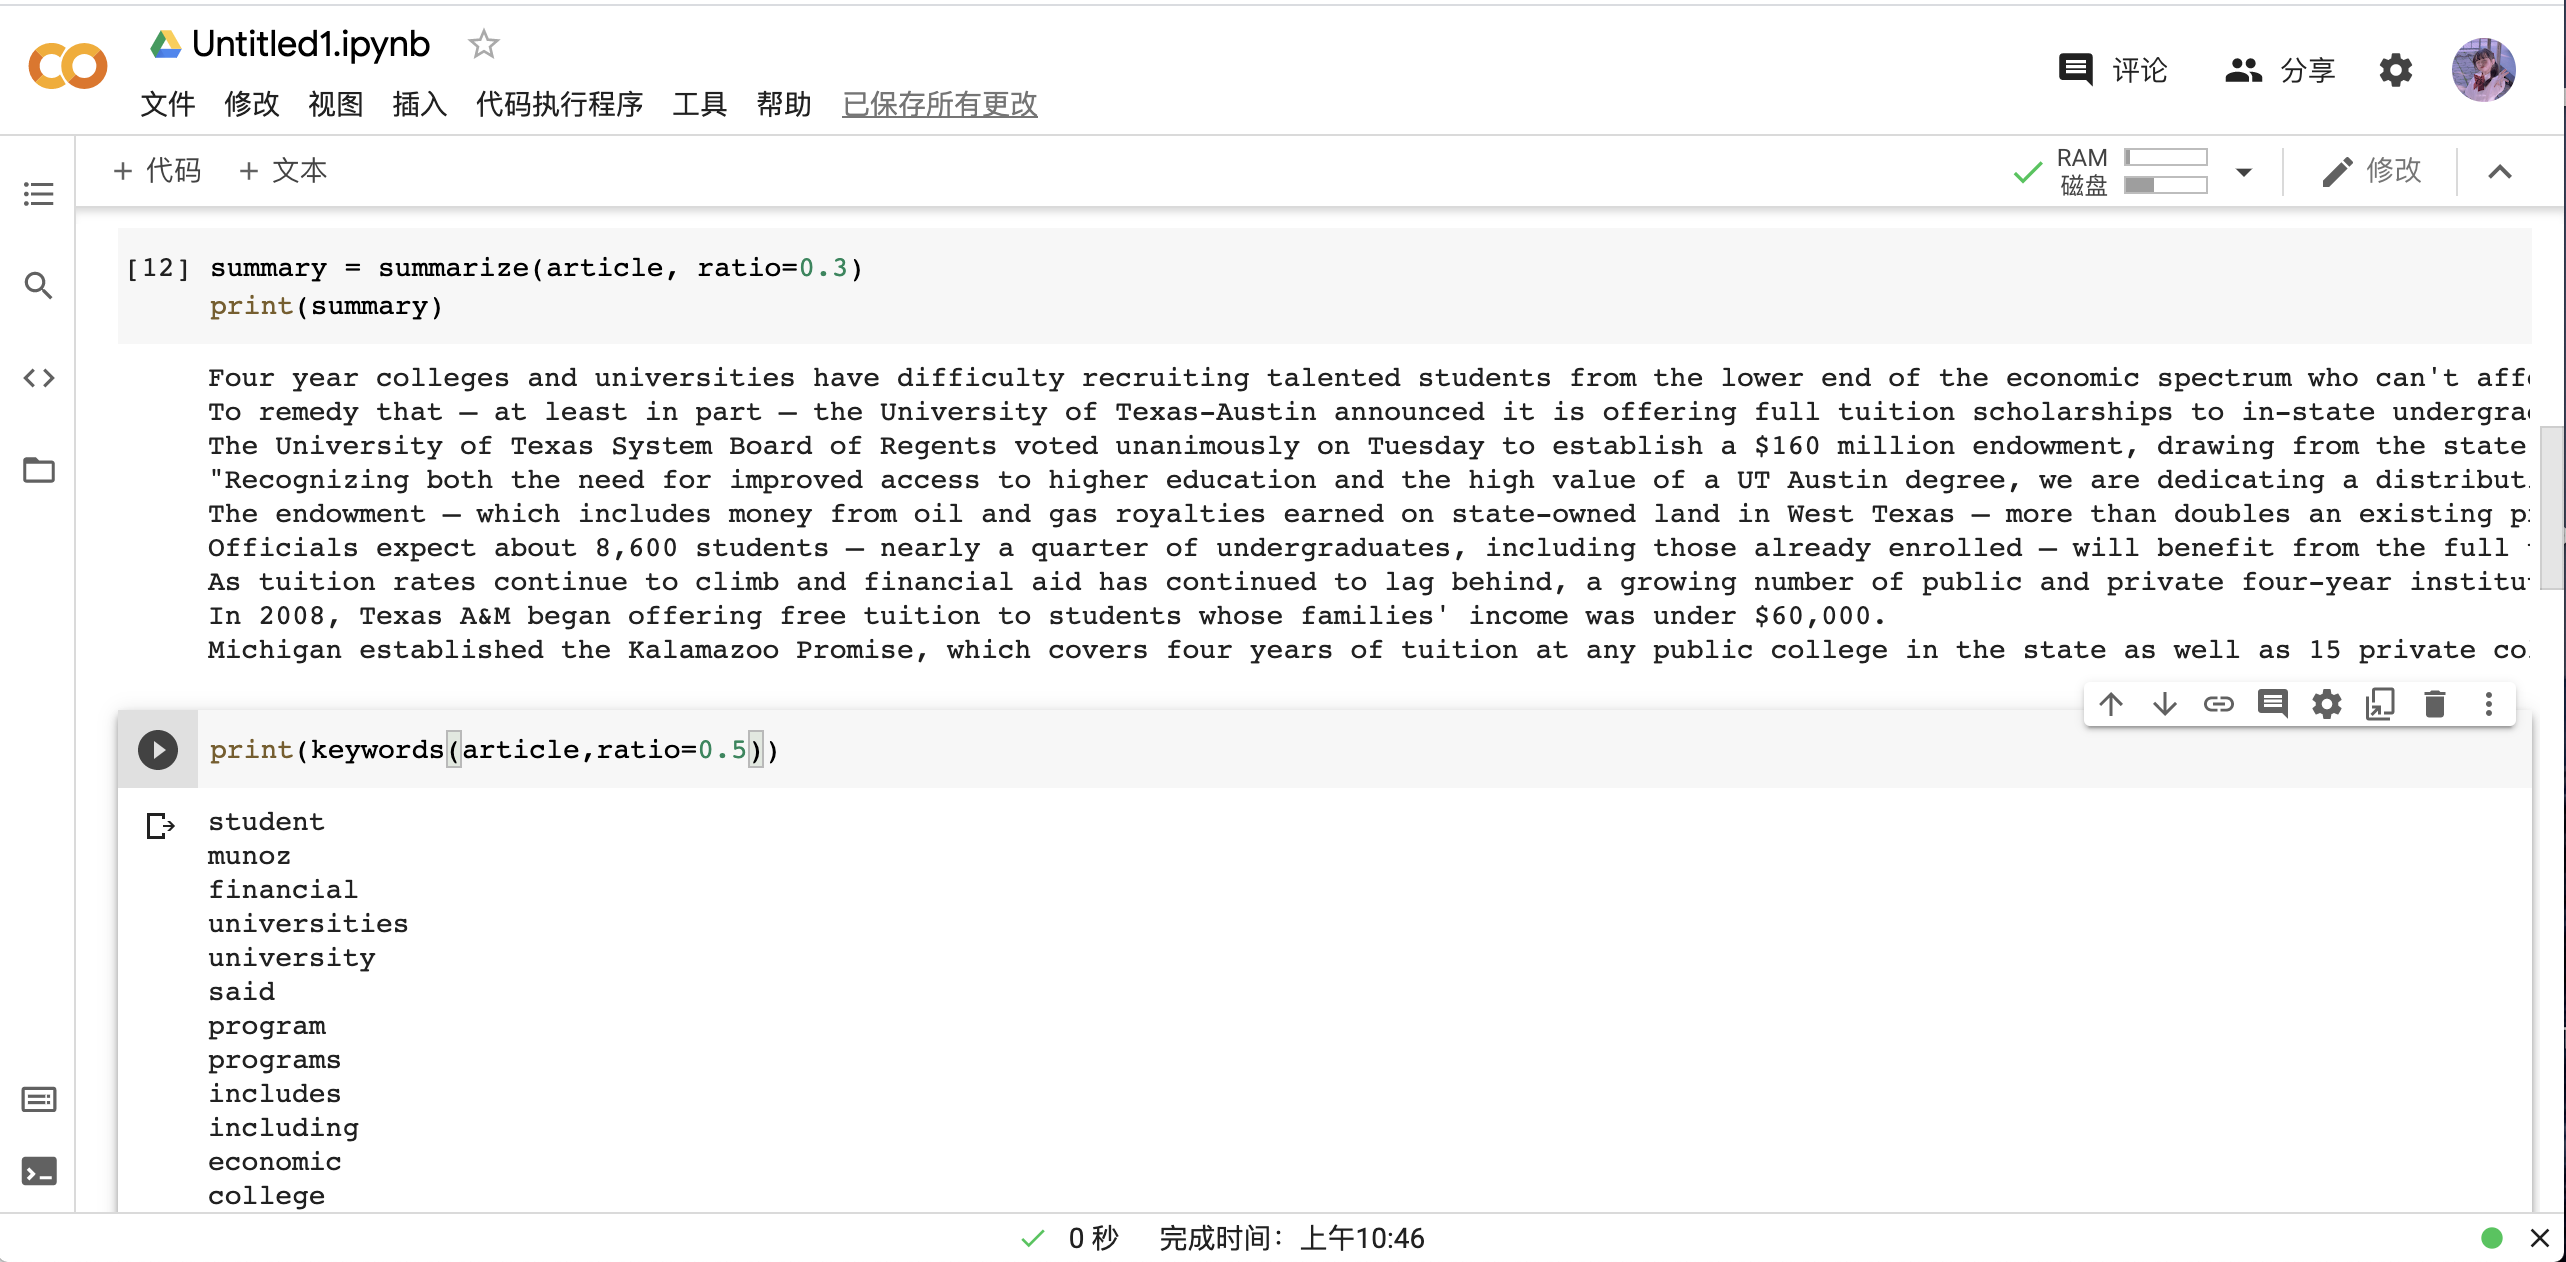 Untitled1.ipynb
评论 分享
文件 修改 视图 插入 代码执行程序 工具 帮助 已保存所有更改
+ 代码 + 文本
RAM
磁盘
修改
[12] summary = summarize(article, ratio=0.3)
print(summary)
Four year colleges and universities have difficulty recruiting talented students from the lower end of the economic spectrum who can't
To remedy that — at least in part — the University of Texas-Austin announced it is offering full tuition scholarships to in-state
The University of Texas System Board of Regents voted unanimously on Tuesday to establish a $160 million endowment, drawing from the state
"Recognizing both the need for improved access to higher education and the high value of a UT Austin degree, we are dedicating a
The endowment — which includes money from oil and gas royalties earned on state-owned land in West Texas — more than doubles an existing
Officials expect about 8,600 students — nearly a quarter of undergraduates, including those already enrolled — will benefit from the full
As tuition rates continue to climb and financial aid has continued to lag behind, a growing number of public and private four-year
In 2008, Texas A&M began offering free tuition to students whose families' income was under $60,000.
Michigan established the Kalamazoo Promise, which covers four years of tuition at any public college in the state as well as 15 private
print(keywords(article,ratio=0.5))
student
munoz
financial
universities
university
said
program
programs
includes
including
economic
college
0 秒 完成时间：上午10:46